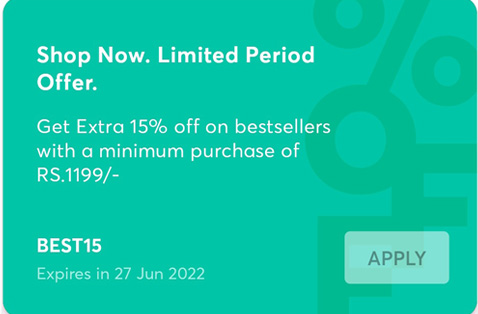 Shop Now. Limited Period
Offer.
Get Extra 15% off on bestsellers
with a minimum purchase of
RS.1199/-
BEST15
Expires in 27 Jun 2022
APPLY